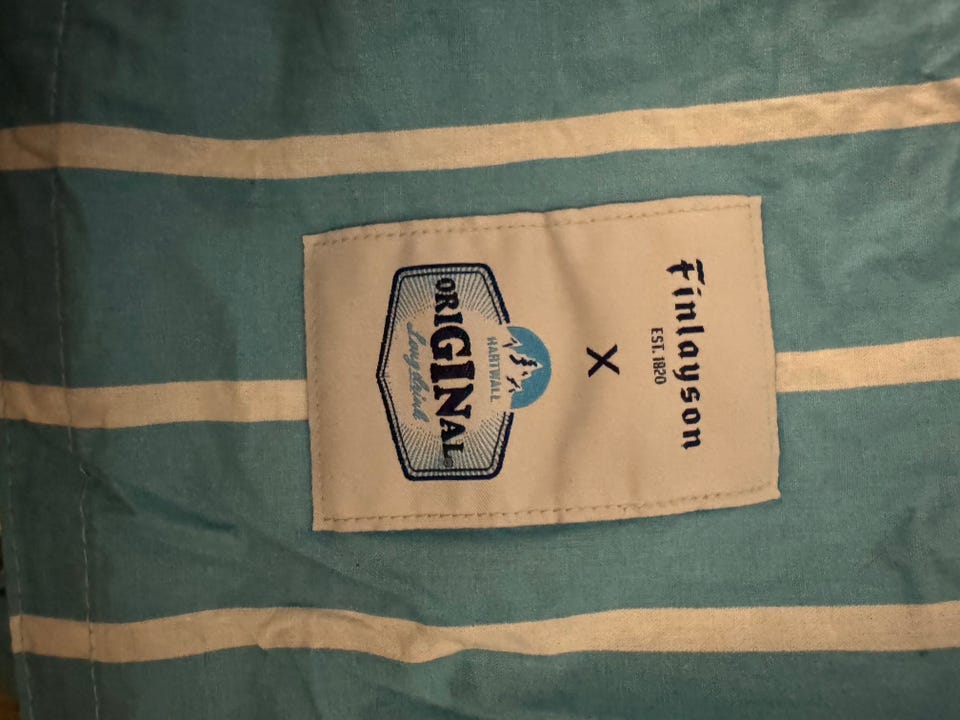 Finlayson
EST. 1820
X
HARTWALL
ORIGINAL®
Long Drink